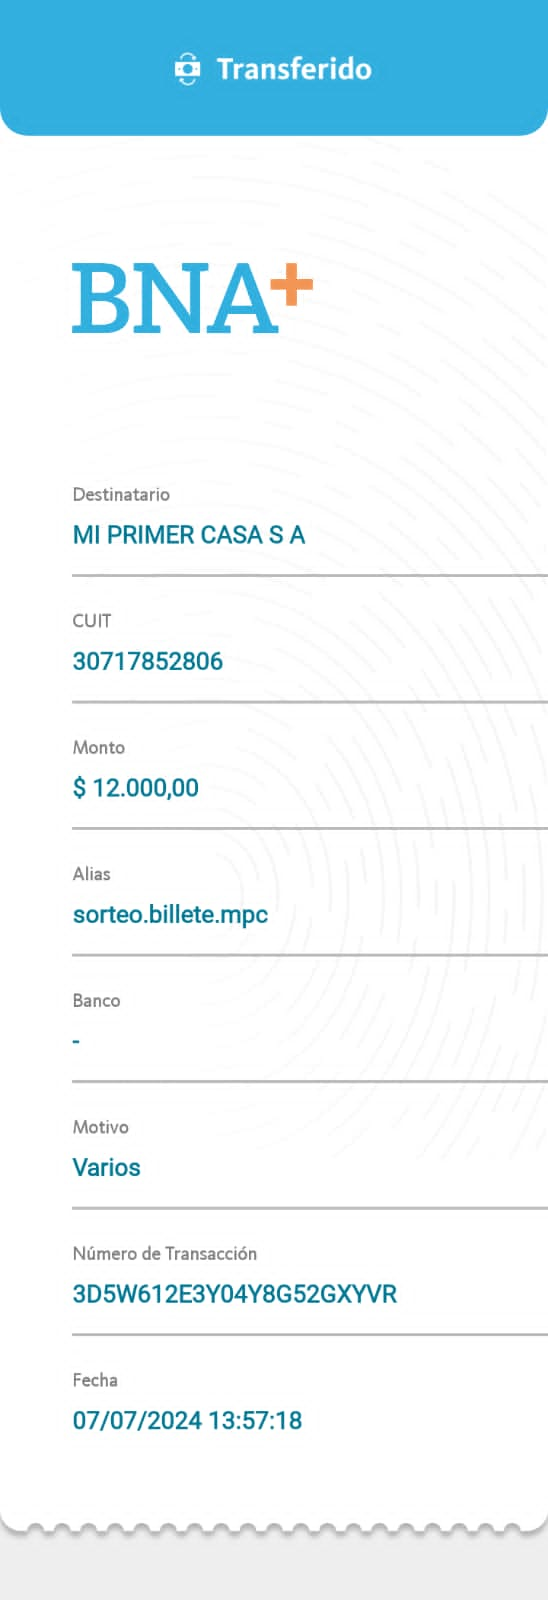 Transferido
BNA+
Destinatario
MI PRIMER CASA S A
CUIT
30717852806
Monto
$ 12.000,00
Alias
sorteo.billete.mpc
Banco
-
Motivo
Varios
Número de Transacción
3D5W612E3Y04Y8G52GXYVR
Fecha
07/07/2024 13:57:18